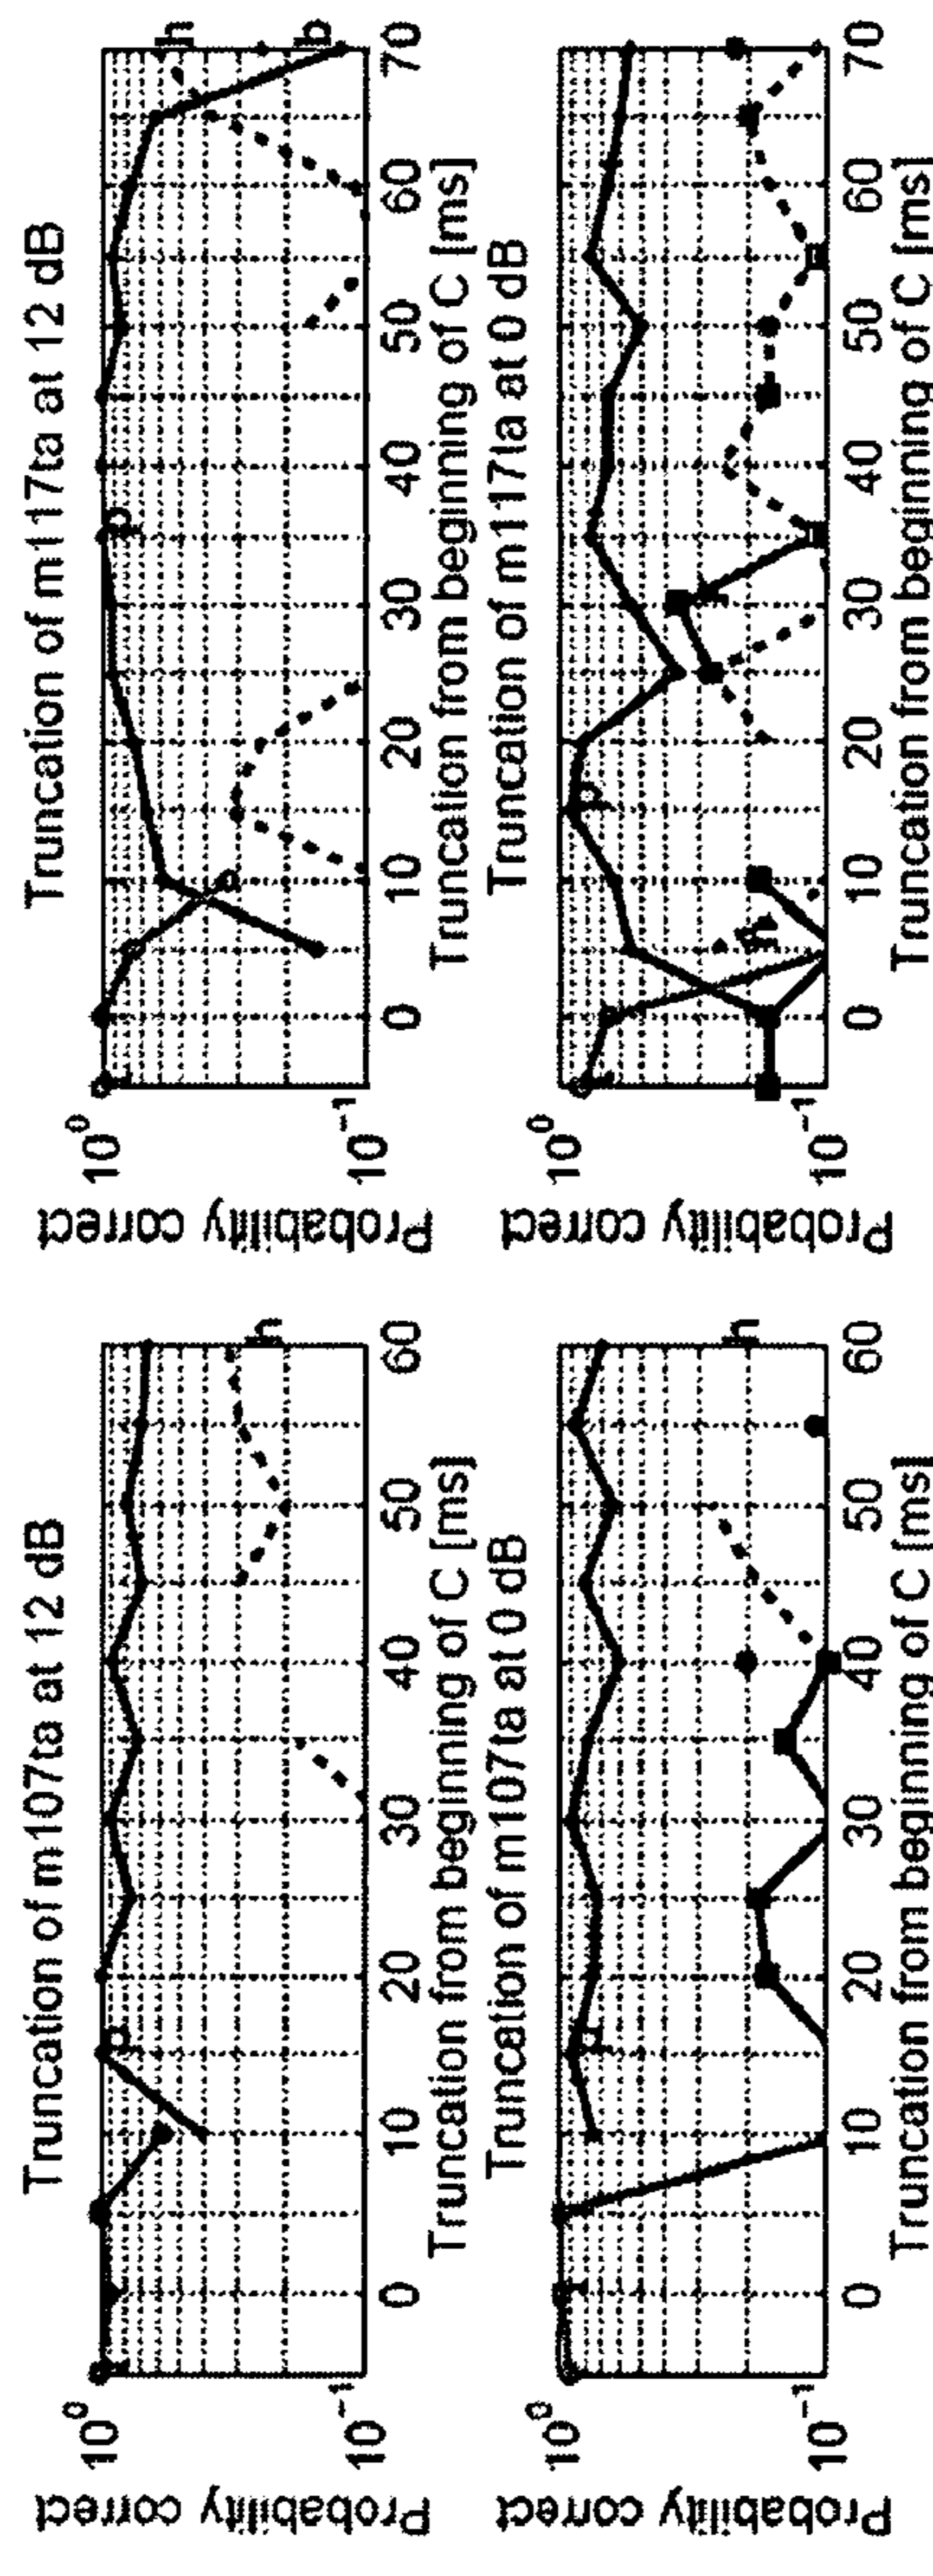 Truncation of m107ta at 12 dB
Probability correct
10^0
10^-1
p
h
0 10 20 30 40 50 60
Truncation from beginning of C [ms]
Truncation of m117ta at 12 dB
Probability correct
10^0
10^-1
p
h
b
0 10 20 30 40 50 60 70
Truncation from beginning of C [ms]
Truncation of m107ta at 0 dB
Probability correct
10^0
10^-1
p
h
0 10 20 30 40 50 60
Truncation from beginning of C [ms]
Truncation of m117ta at 0 dB
Probability correct
10^0
10^-1
p
h
0 10 20 30 40 50 60 70
Truncation from beginning of C [ms]